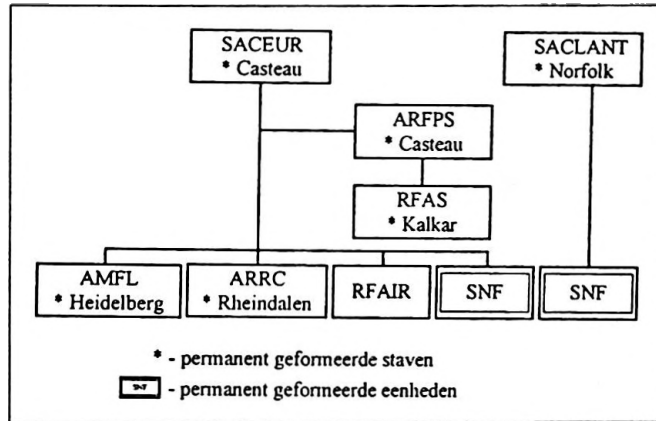 SACEUR
* Casteau
SACLANT
* Norfolk
ARFPS
* Casteau
RFAS
* Kalkar
AMFL
* Heidelberg
ARRC
* Rheindalen
RFAIR
SNF
SNF
* - permanent geformeerde staven
SNF - permanent geformeerde eenheden